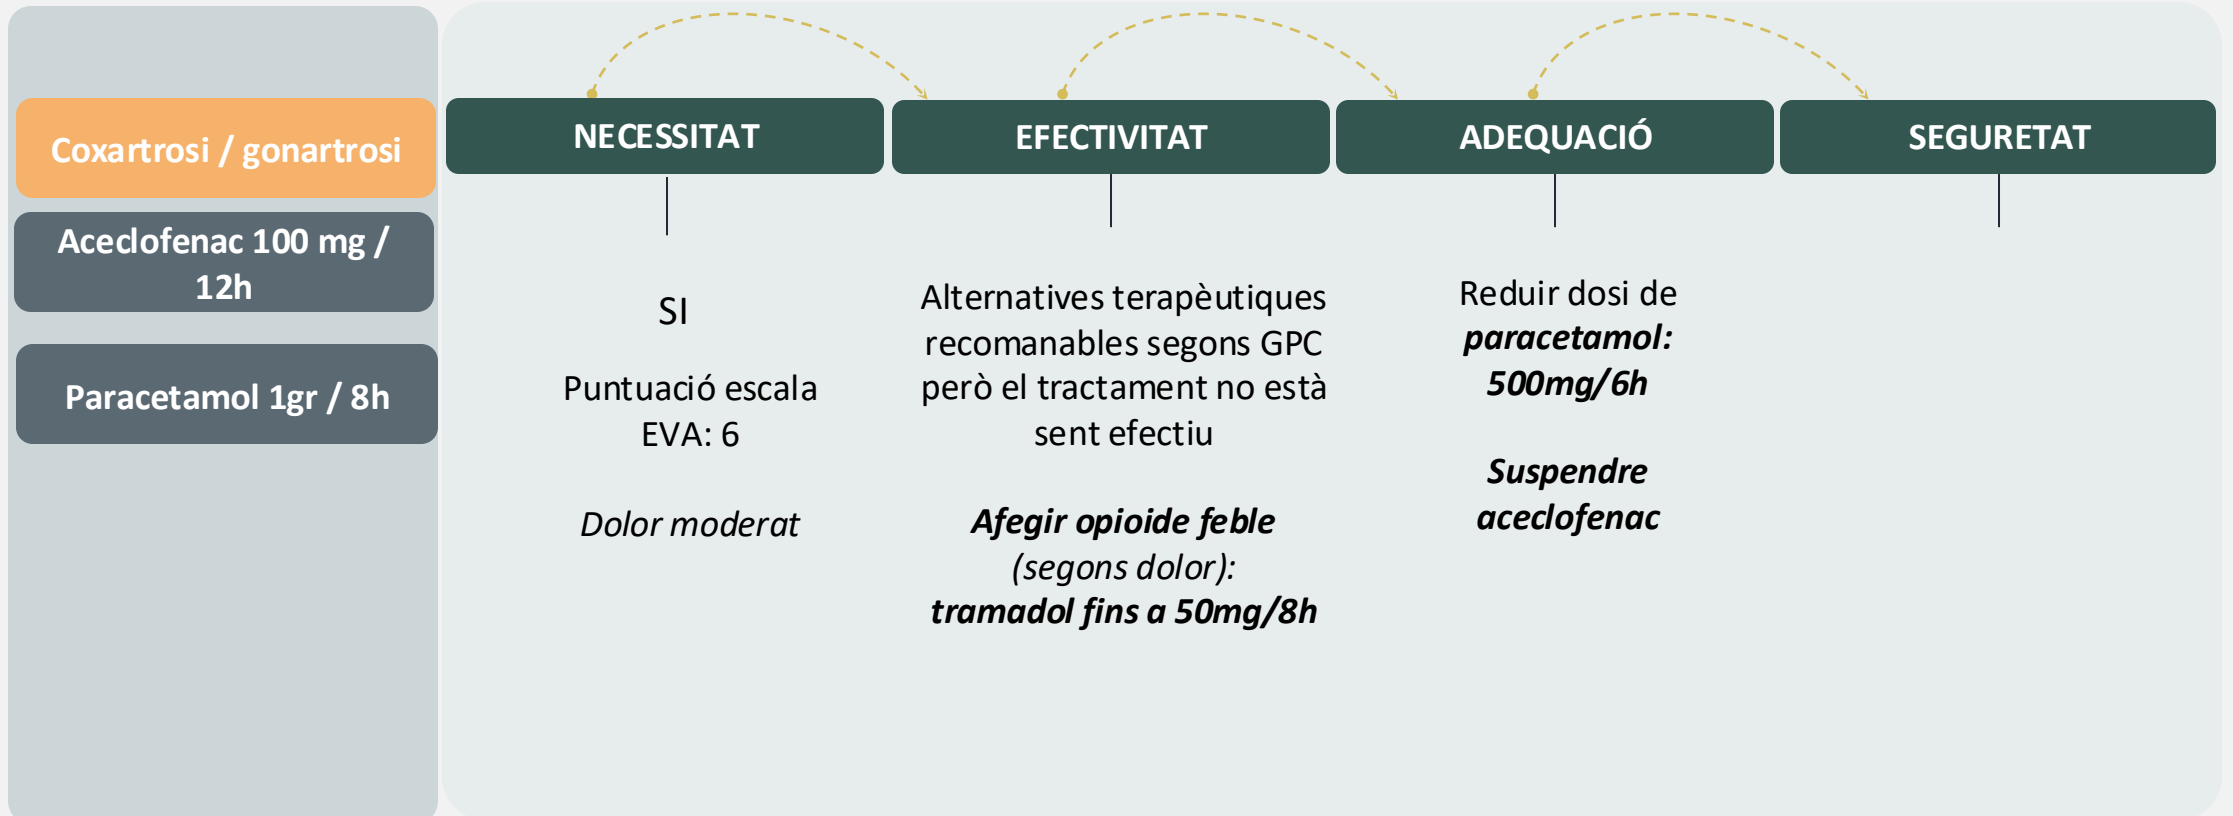 Coxartrosi / gonartrosi
Aceclofenac 100 mg /
12h
Paracetamol 1gr / 8h
NECESSITAT
SI
Puntuació escala
EVA: 6
Dolor moderat
EFECTIVITAT
Alternatives terapèutiques
recomanables segons GPC
però el tractament no està
sent efectiu
Afegir opioide feble
(segons dolor):
tramadol fins a 50mg/8h
ADEQUACIÓ
Reduir dosi de
paracetamol:
500mg/6h
Suspendre
aceclofenac
SEGURETAT